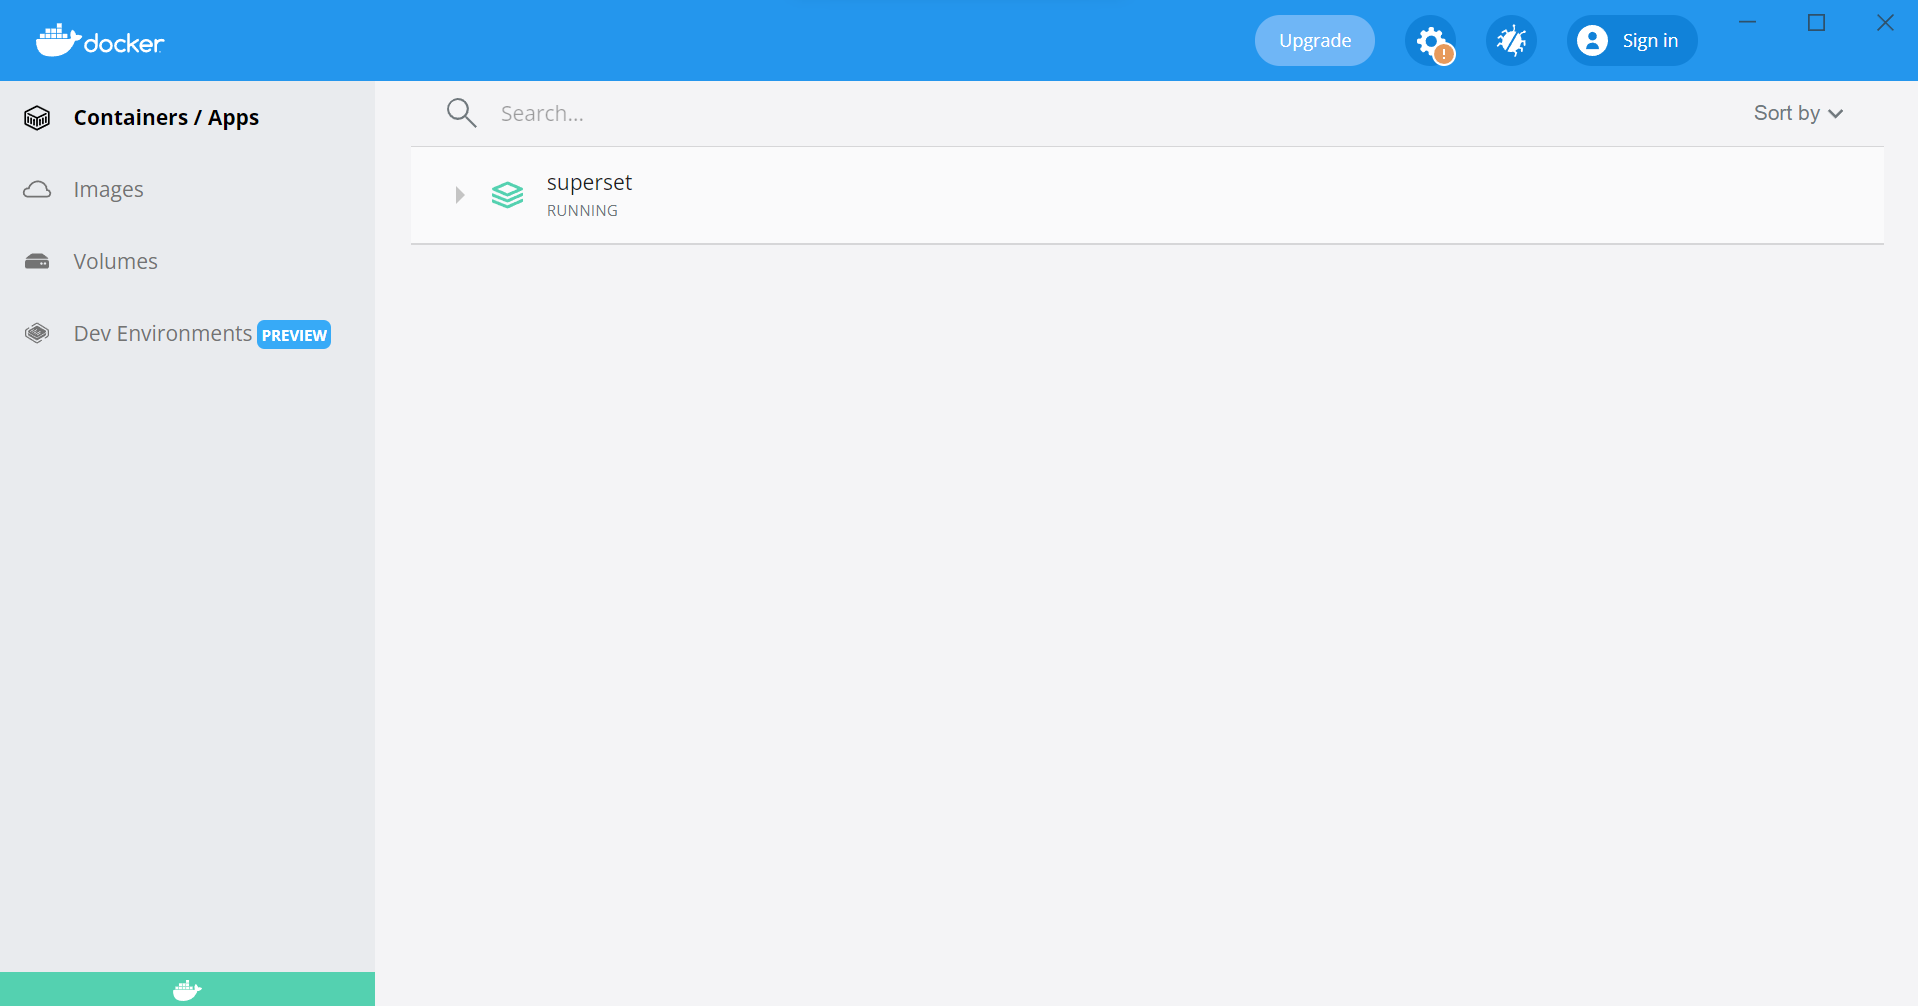 docker
Upgrade
Sign in
Containers / Apps
Images
Volumes
Dev Environments PREVIEW
Search...
Sort by
superset
RUNNING